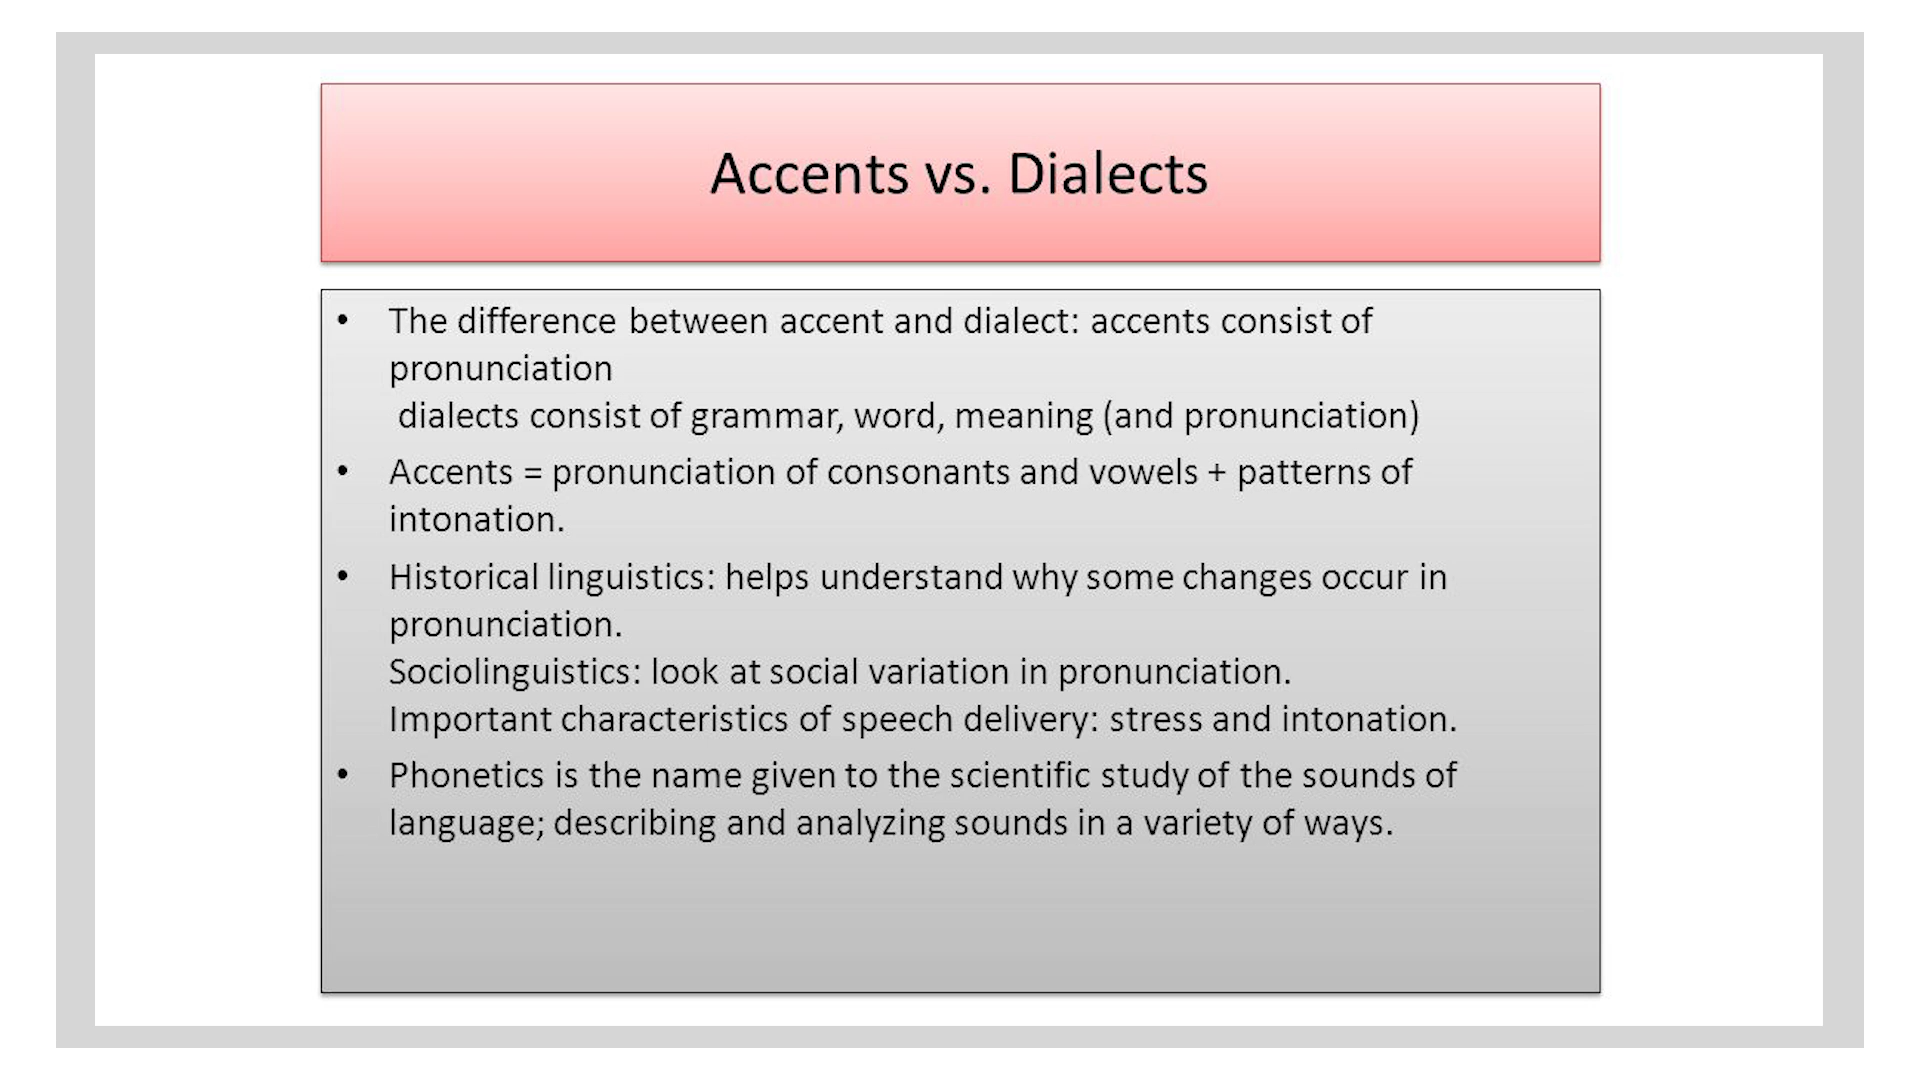 Accents vs. Dialects
• The difference between accent and dialect: accents consist of
pronunciation
dialects consist of grammar, word, meaning (and pronunciation)
• Accents = pronunciation of consonants and vowels + patterns of
intonation.
• Historical linguistics: helps understand why some changes occur in
pronunciation.
Sociolinguistics: look at social variation in pronunciation.
Important characteristics of speech delivery: stress and intonation.
• Phonetics is the name given to the scientific study of the sounds of
language; describing and analyzing sounds in a variety of ways.